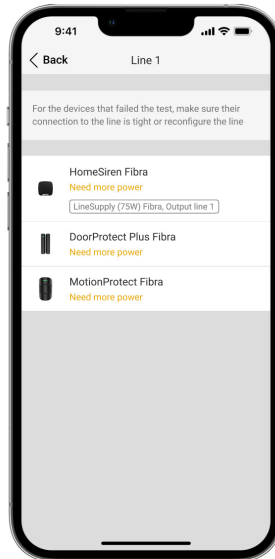 9:41
Back
Line 1
For the devices that failed the test, make sure their
connection to the line is tight or reconfigure the line
HomeSiren Fibra
Need more power
LineSupply (75W) Fibra, Output line 1
DoorProtect Plus Fibra
Need more power
MotionProtect Fibra
Need more power